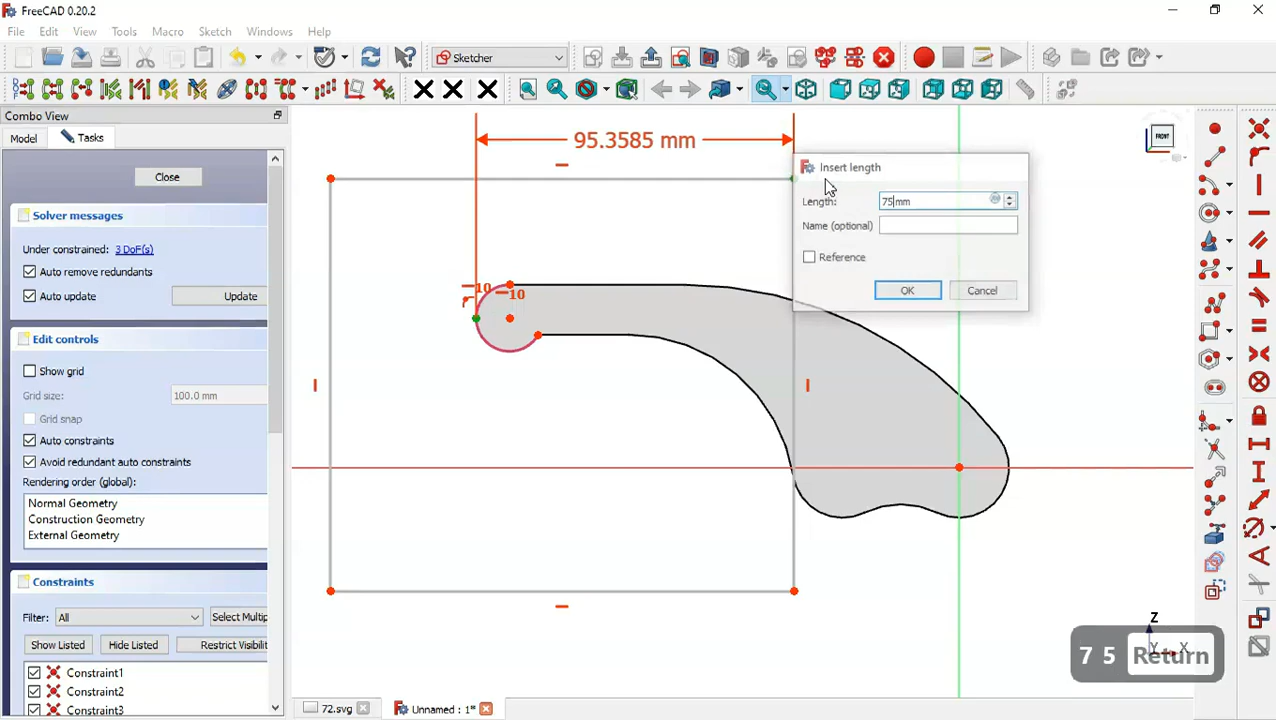 FreeCAD 0.20.2
File Edit View Tools Macro Sketch Windows Help
Sketcher
Combo View
Model Tasks
Close
Solver messages
Under constrained: 3 DoF(s)
Auto remove redundants
Auto update Update
Edit controls
Show grid
Grid size: 100.0 mm
Grid snap
Auto constraints
Avoid redundant auto constraints
Rendering order (global):
Normal Geometry
Construction Geometry
External Geometry
Constraints
Filter: All Select Multip
Show Listed Hide Listed Restrict Visibilit
Constraint1
Constraint2
Constraint3
95.3585 mm
10
10
FRONT
Insert length
Length: 75 mm
Name (optional)
Reference
OK Cancel
Z
Y X
7 5 Return
72.svg Unnamed : 1*